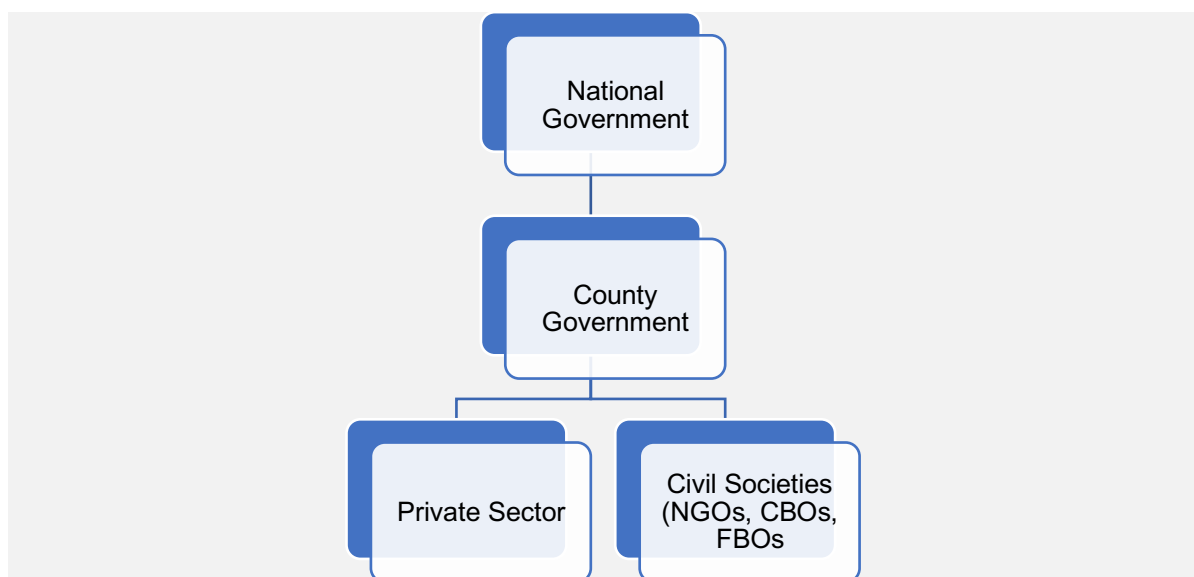 National
Government
County
Government
Private Sector
Civil Societies
(NGOs, CBOs,
FBOs